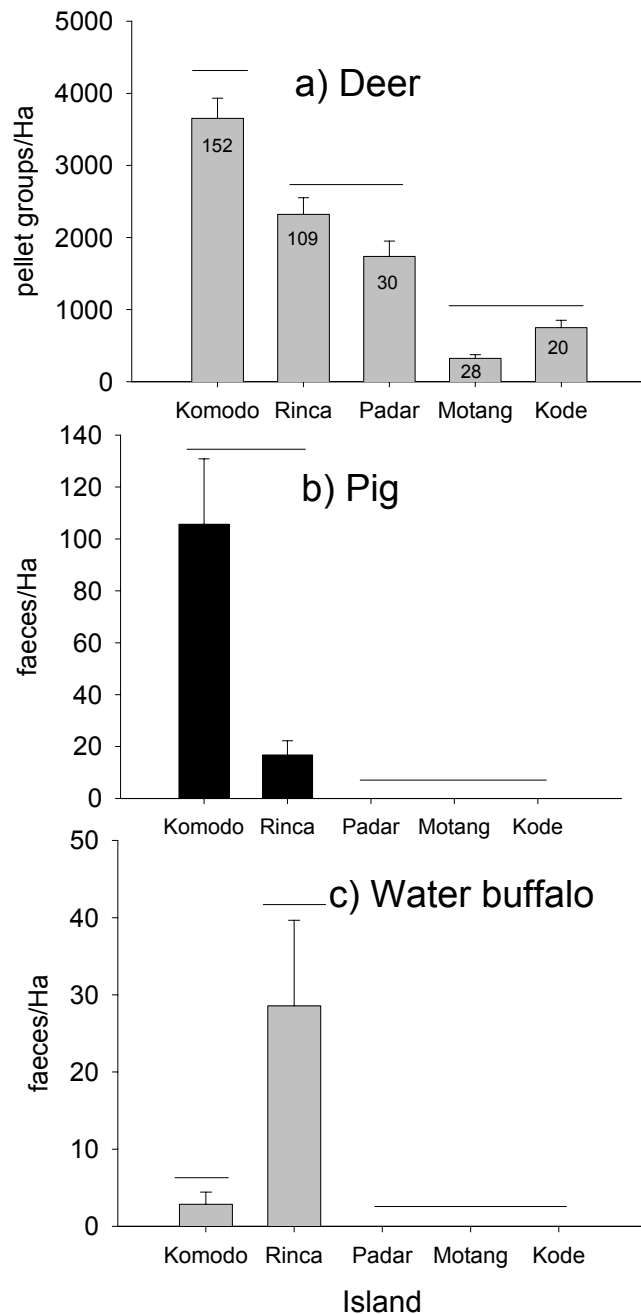 a) Deer
pellet groups/Ha
5000
4000
3000
2000
1000
0
152
109
30
28
20
Komodo Rinca Padar Motang Kode
b) Pig
faeces/Ha
140
120
100
80
60
40
20
0
Komodo Rinca Padar Motang Kode
c) Water buffalo
faeces/Ha
50
40
30
20
10
0
Komodo Rinca Padar Motang Kode
Island